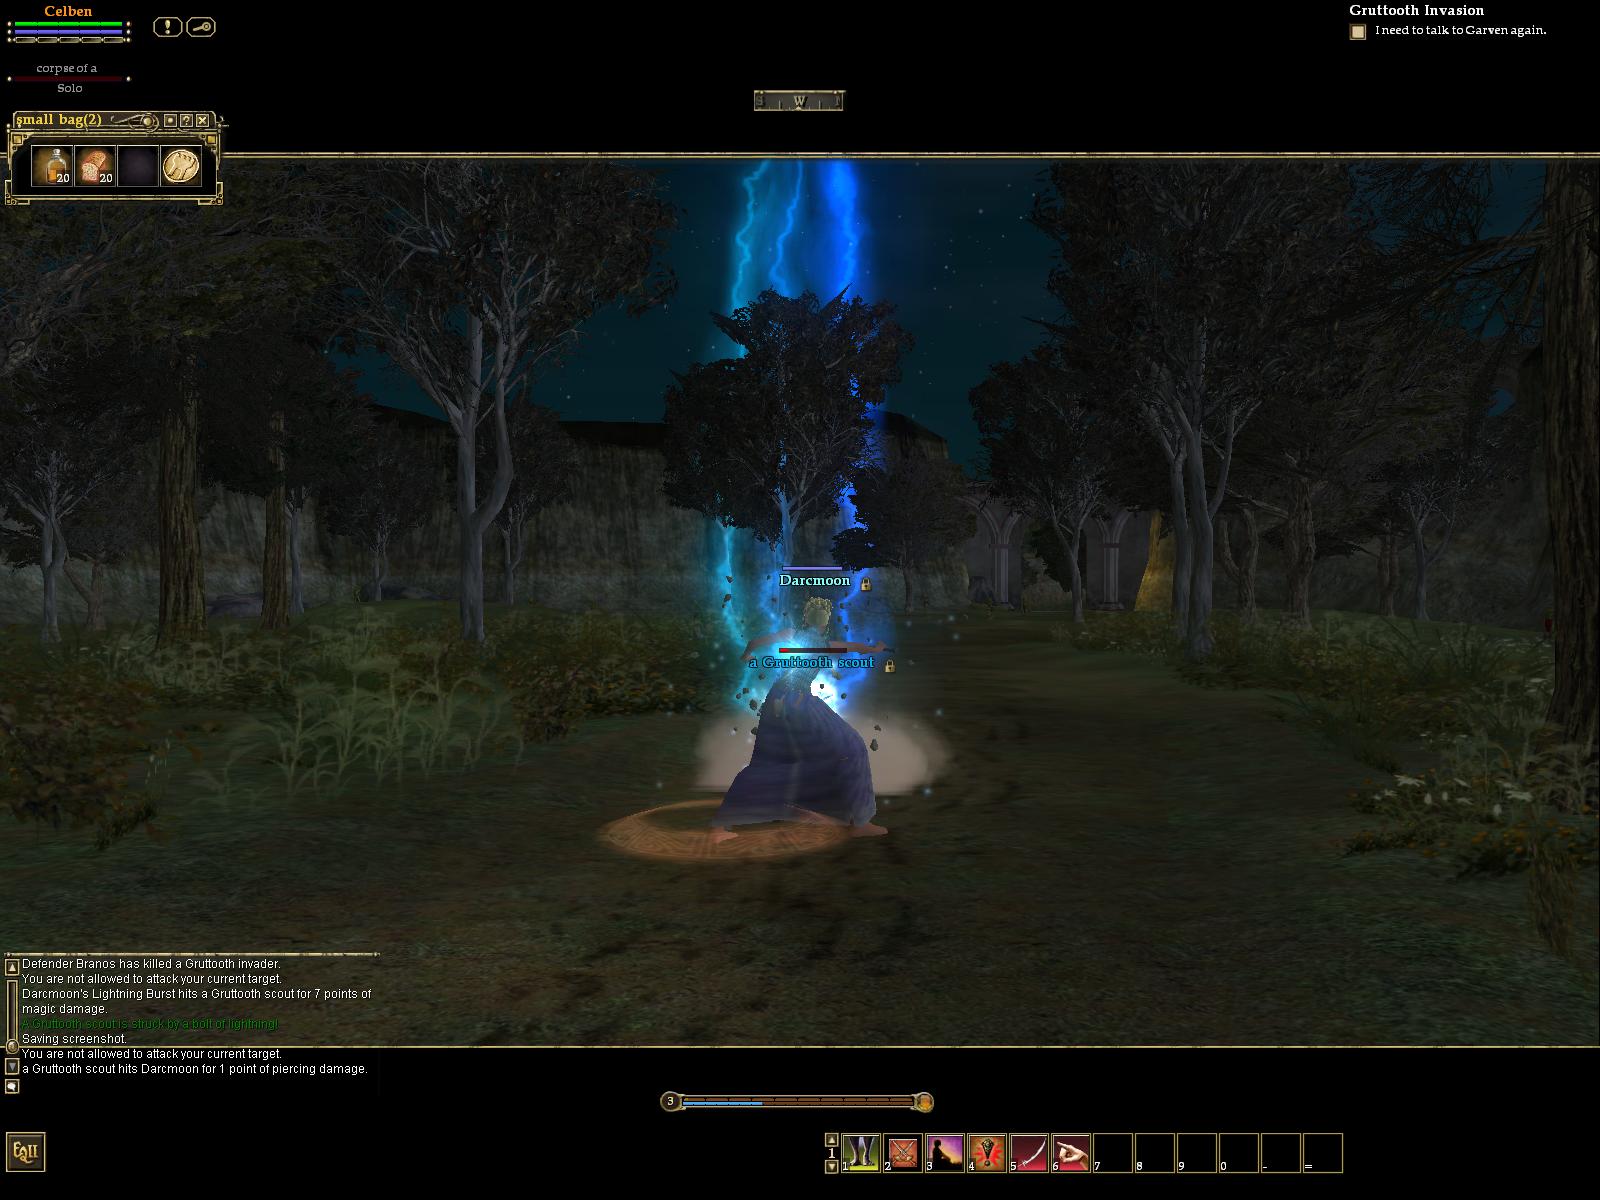 Celben
Gruttooth Invasion
I need to talk to Garven again.
corpse of a
Solo
S W N
small bag(2)
20 20
Darcmoon
a Gruttooth scout
Defender Branos has killed a Gruttooth invader.
You are not allowed to attack your current target.
Darcmoon's Lightning Burst hits a Gruttooth scout for 7 points of
magic damage.
A Gruttooth scout is struck by a bolt of lightning!
Saving screenshot.
You are not allowed to attack your current target.
a Gruttooth scout hits Darcmoon for 1 point of piercing damage.
3
EQII
1
1 2 3 4 5 6 7 8 9 0 - =